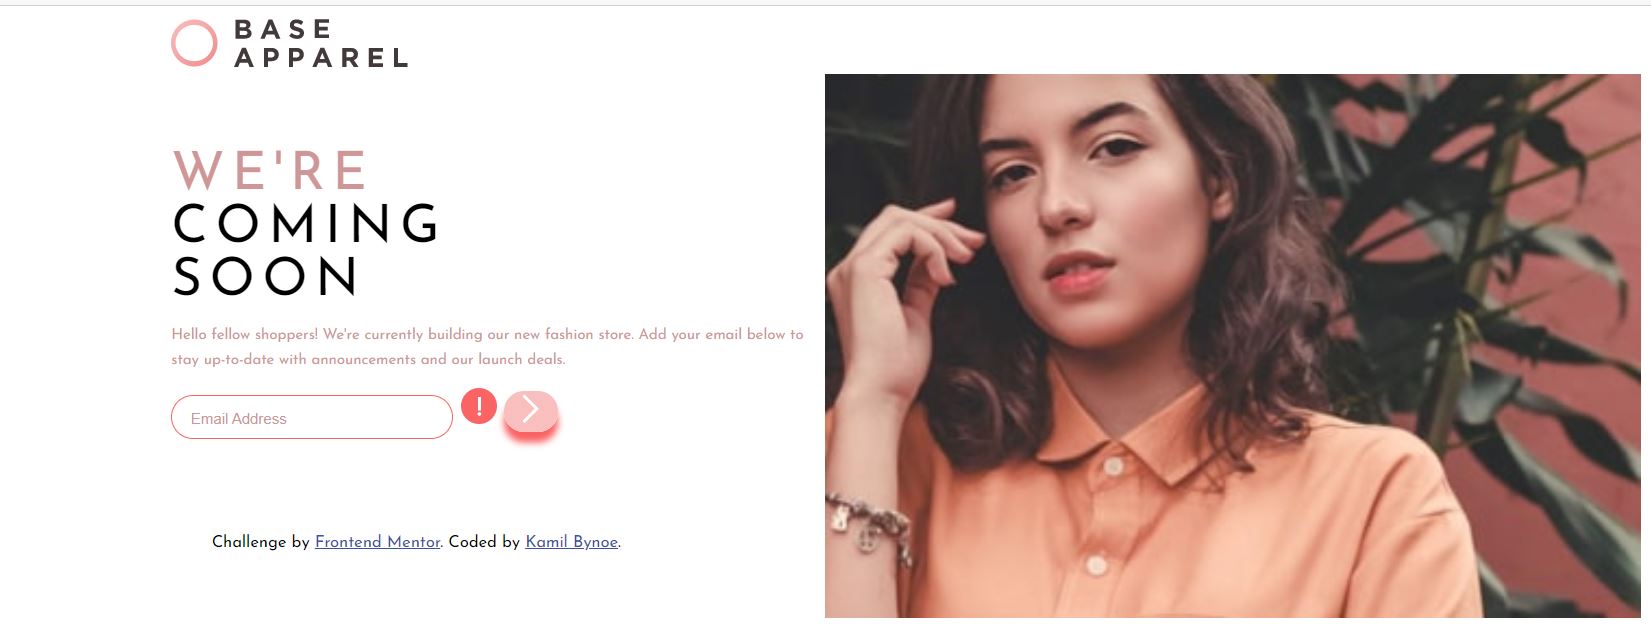 BASE
APPAREL
WE'RE
COMING
SOON
Hello fellow shoppers! We're currently building our new fashion store. Add your email below to
stay up-to-date with announcements and our launch deals.
Email Address
!
Challenge by Frontend Mentor. Coded by Kamil Bynoe.